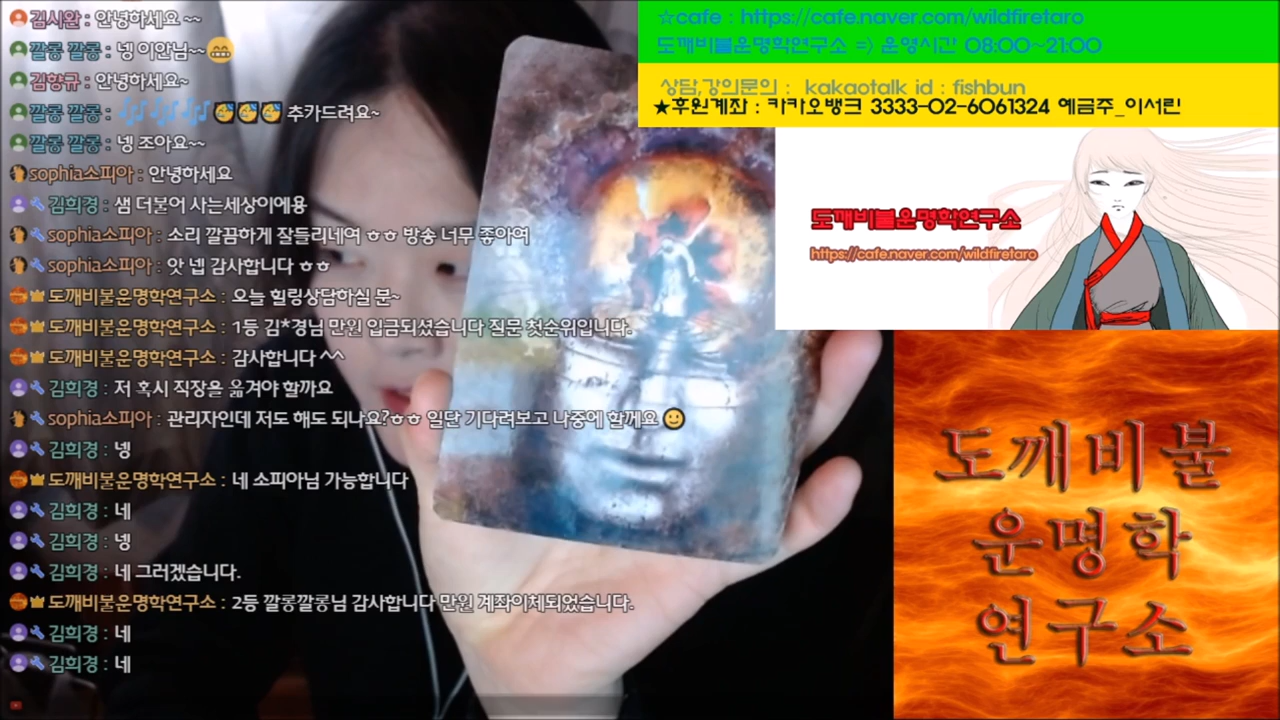 김시완 : 안녕하세요 ~~
깔롱 깔롱 : 넹 이안님~~
김향규 : 안녕하세요~
깔롱 깔롱 : 추카드려요~
깔롱 깔롱 : 넹 조아요~~
sophia소피아 : 안녕하세요
김희경 : 샘 더불어 사는세상이에용
sophia소피아 : 소리 깔끔하게 잘들리네여 ㅎㅎ 방송 너무 좋아여
sophia소피아 : 앗 넵 감사합니다 ㅎㅎ
도깨비불운명학연구소 : 오늘 힐링상담하실 분~
도깨비불운명학연구소 : 1등 김*경님 만원 입금되셨습니다 질문 첫순위입니다.
도깨비불운명학연구소 : 감사합니다 ^^
김희경 : 저 혹시 직장을 옮겨야 할까요
sophia소피아 : 관리자인데 저도 해도 되나요?ㅎㅎ 일단 기다려보고 나중에 할께요
김희경 : 넹
도깨비불운명학연구소 : 네 소피아님 가능합니다
김희경 : 네
김희경 : 넹
김희경 : 네 그러겠습니다.
도깨비불운명학연구소 : 2등 깔롱깔롱님 감사합니다 만원 계좌이체되었습니다.
김희경 : 네
김희경 : 네
☆cafe : https://cafe.naver.com/wildfiretaro
도깨비불운명학연구소 => 운영시간 08:00~21:00
상담,강의문의 : kakaotalk id : fishbun
★후원계좌 : 카카오뱅크 3333-02-6061324 예금주_이서린
도깨비불운명학연구소
https://cafe.naver.com/wildfiretaro
도깨비불
운명학
연구소